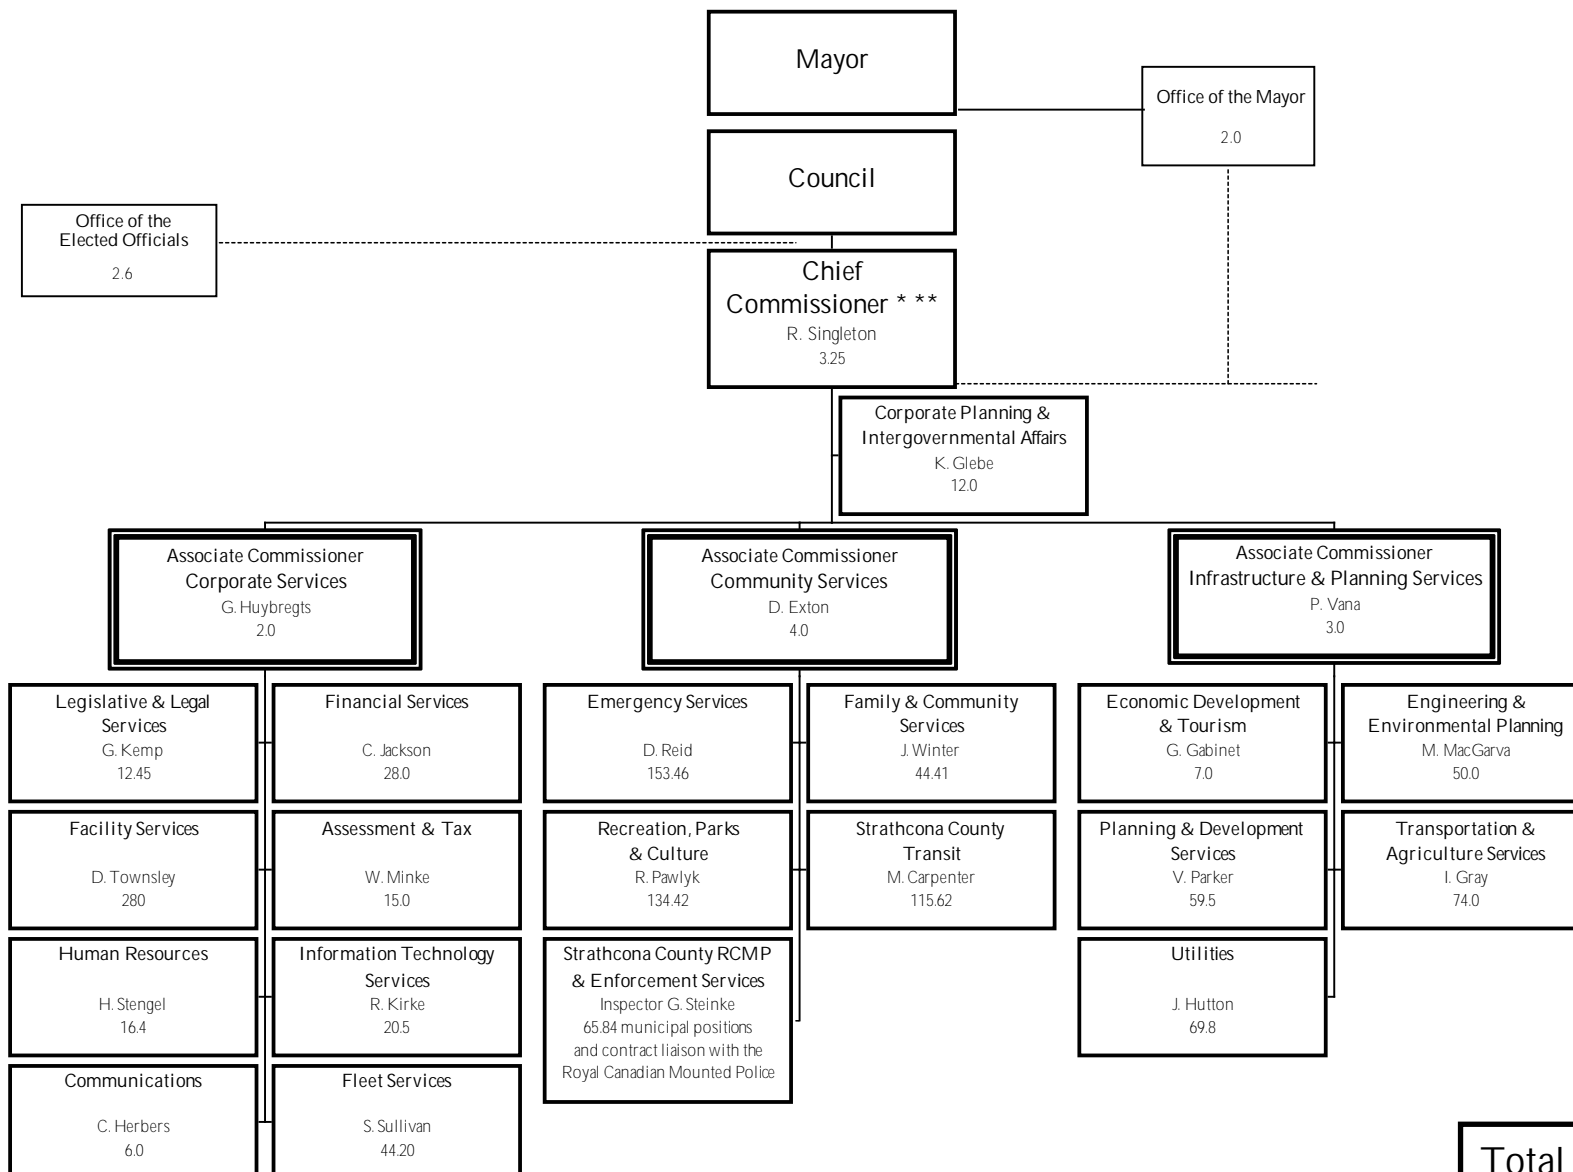 Mayor
Office of the Mayor
2.0
Council
Office of the
Elected Officials
2.6
Chief
Commissioner * **
R. Singleton
3.25
Corporate Planning &
Intergovernmental Affairs
K. Glebe
12.0
Associate Commissioner
Corporate Services
G. Huybregts
2.0
Associate Commissioner
Community Services
D. Exton
4.0
Associate Commissioner
Infrastructure & Planning Services
P. Vana
3.0
Legislative & Legal
Services
G. Kemp
12.45
Financial Services
C. Jackson
28.0
Emergency Services
D. Reid
153.46
Family & Community
Services
J. Winter
44.41
Economic Development
& Tourism
G. Gabinet
7.0
Engineering &
Environmental Planning
M. MacGarva
50.0
Facility Services
D. Townsley
280
Assessment & Tax
W. Minke
15.0
Recreation, Parks
& Culture
R. Pawlyk
134.42
Strathcona County
Transit
M. Carpenter
115.62
Planning & Development
Services
V. Parker
59.5
Transportation &
Agriculture Services
I. Gray
74.0
Human Resources
H. Stengel
16.4
Information Technology
Services
R. Kirke
20.5
Strathcona County RCMP
& Enforcement Services
Inspector G. Steinke
65.84 municipal positions
and contract liaison with the
Royal Canadian Mounted Police
Utilities
J. Hutton
69.8
Communications
C. Herbers
6.0
Fleet Services
S. Sullivan
44.20
Total